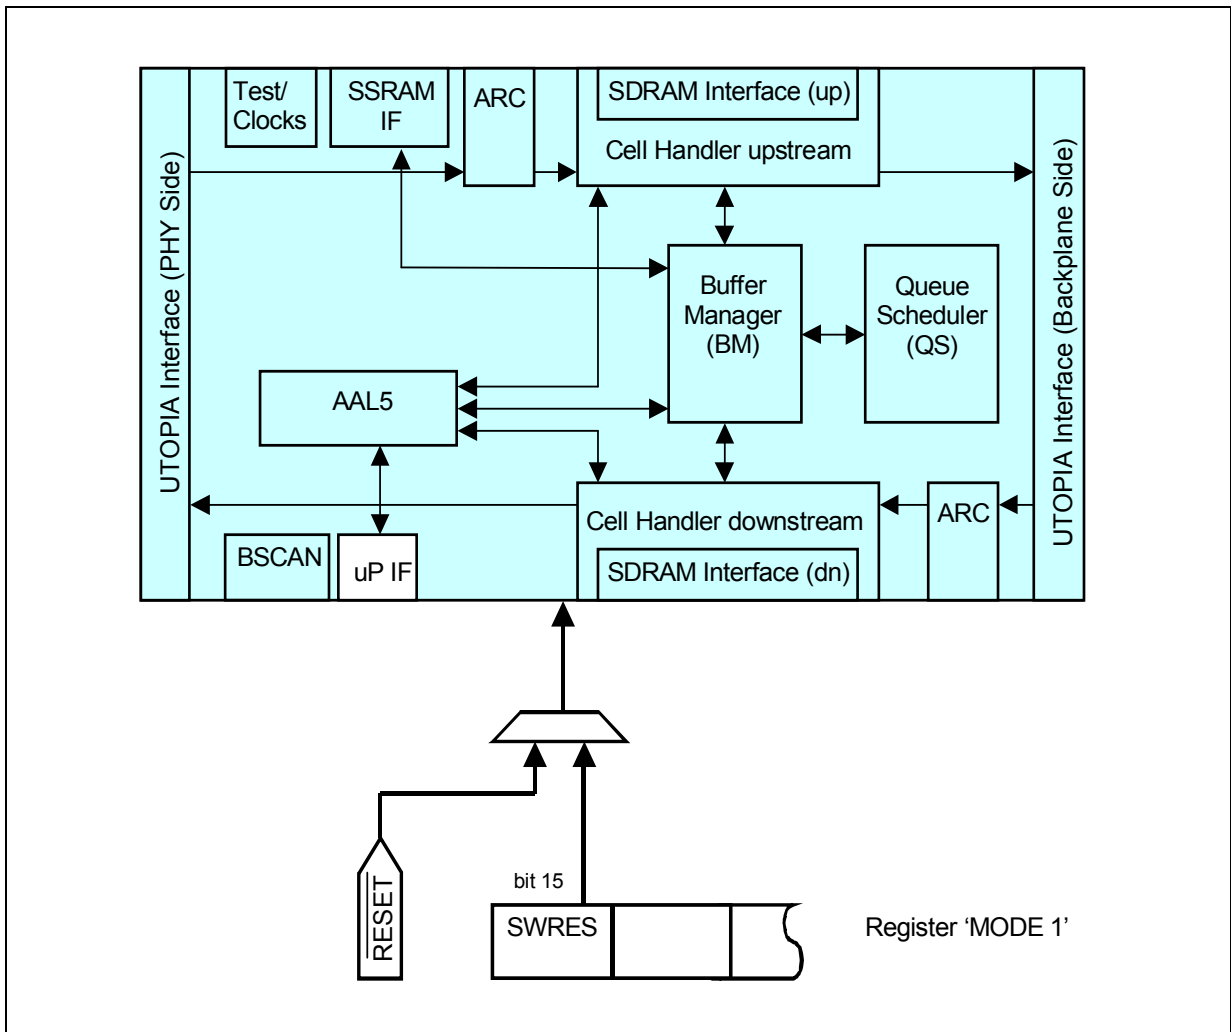 UTOPIA Interface (PHY Side)
Test/
Clocks
SSRAM
IF
ARC
SDRAM Interface (up)
Cell Handler upstream
UTOPIA Interface (Backplane Side)
Buffer
Manager
(BM)
Queue
Scheduler
(QS)
AAL5
Cell Handler downstream
ARC
BSCAN
uP IF
SDRAM Interface (dn)
RESET
bit 15
SWRES
Register ‘MODE 1’